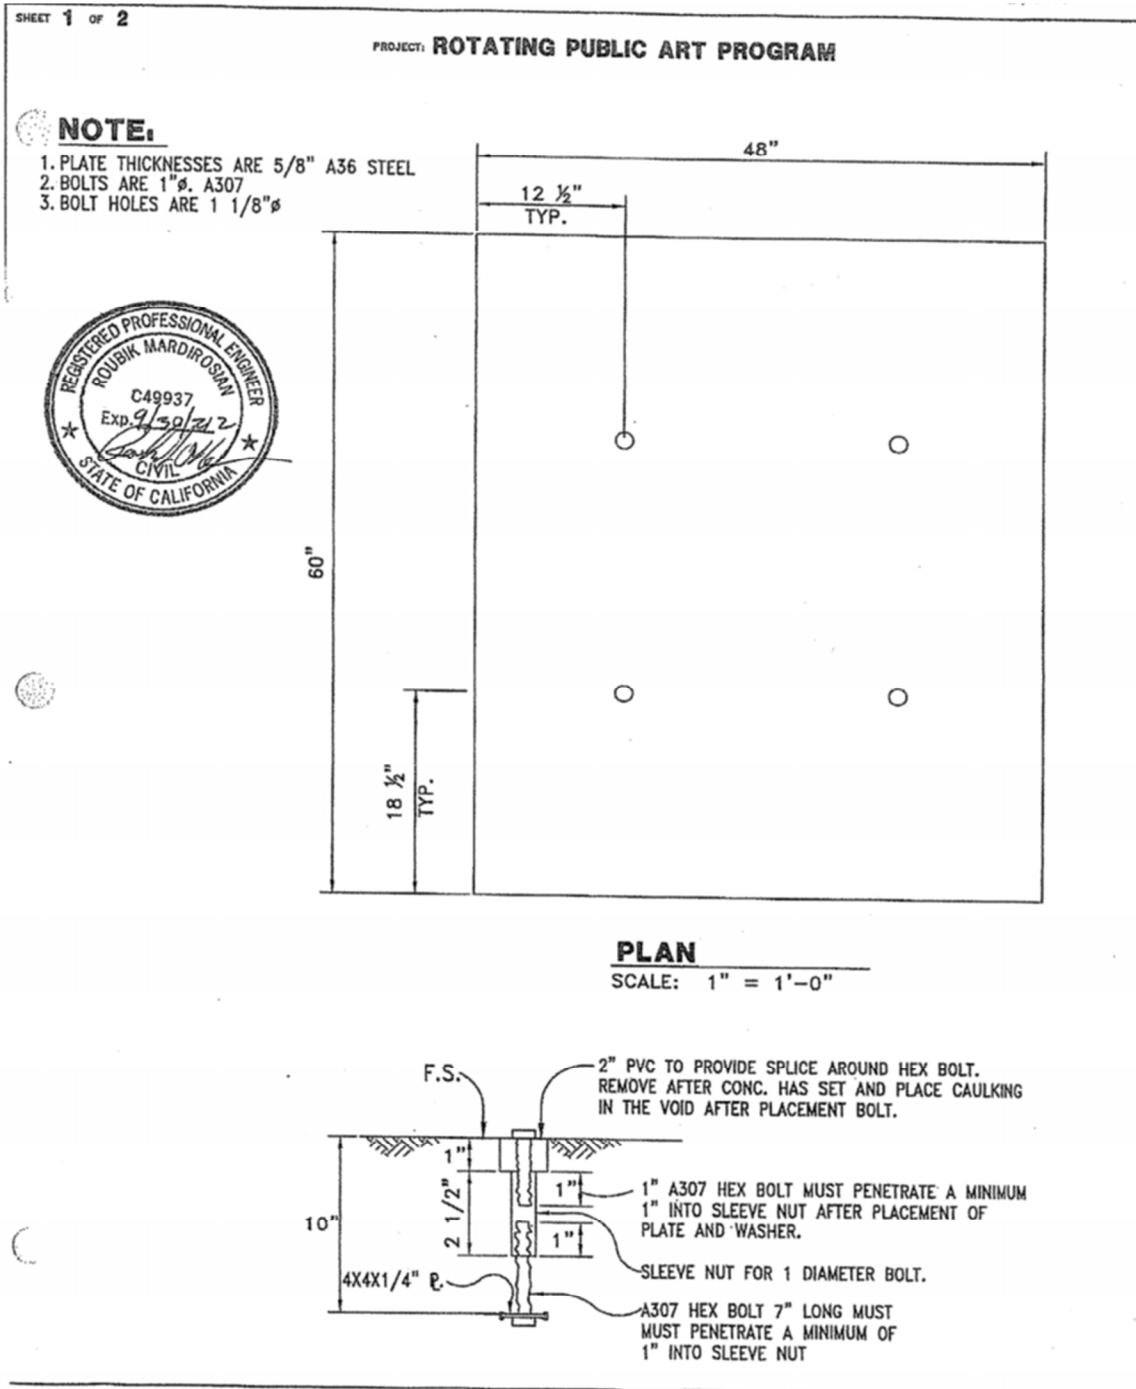 SHEET 1 OF 2
PROJECT: ROTATING PUBLIC ART PROGRAM
NOTE:
1. PLATE THICKNESSES ARE 5/8" A36 STEEL
2. BOLTS ARE 1"ø. A307
3. BOLT HOLES ARE 1 1/8"ø
48"
12 ½"
TYP.
REGISTERED PROFESSIONAL ENGINEER
ROUBIK MARDIROSIAN
C49937
Exp. 9/30/
CIVIL
STATE OF CALIFORNIA
60"
18 ½"
TYP.
PLAN
SCALE: 1" = 1'-0"
F.S.
2" PVC TO PROVIDE SPLICE AROUND HEX BOLT.
REMOVE AFTER CONC. HAS SET AND PLACE CAULKING
IN THE VOID AFTER PLACEMENT BOLT.
1"
10"
2 1/2"
1"
1" A307 HEX BOLT MUST PENETRATE A MINIMUM
1" INTO SLEEVE NUT AFTER PLACEMENT OF
PLATE AND WASHER.
1"
SLEEVE NUT FOR 1 DIAMETER BOLT.
4X4X1/4" ℄.
A307 HEX BOLT 7" LONG MUST
MUST PENETRATE A MINIMUM OF
1" INTO SLEEVE NUT